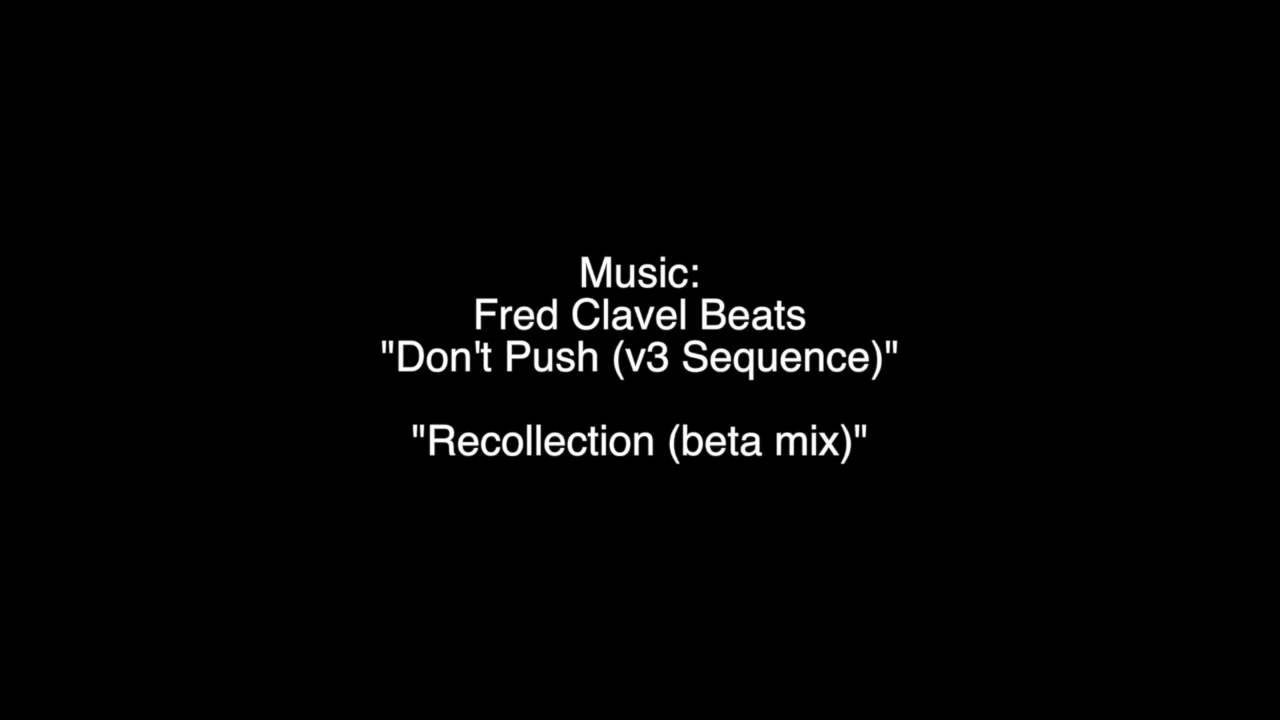 Music:
Fred Clavel Beats
"Don't Push (v3 Sequence)"
"Recollection (beta mix)"